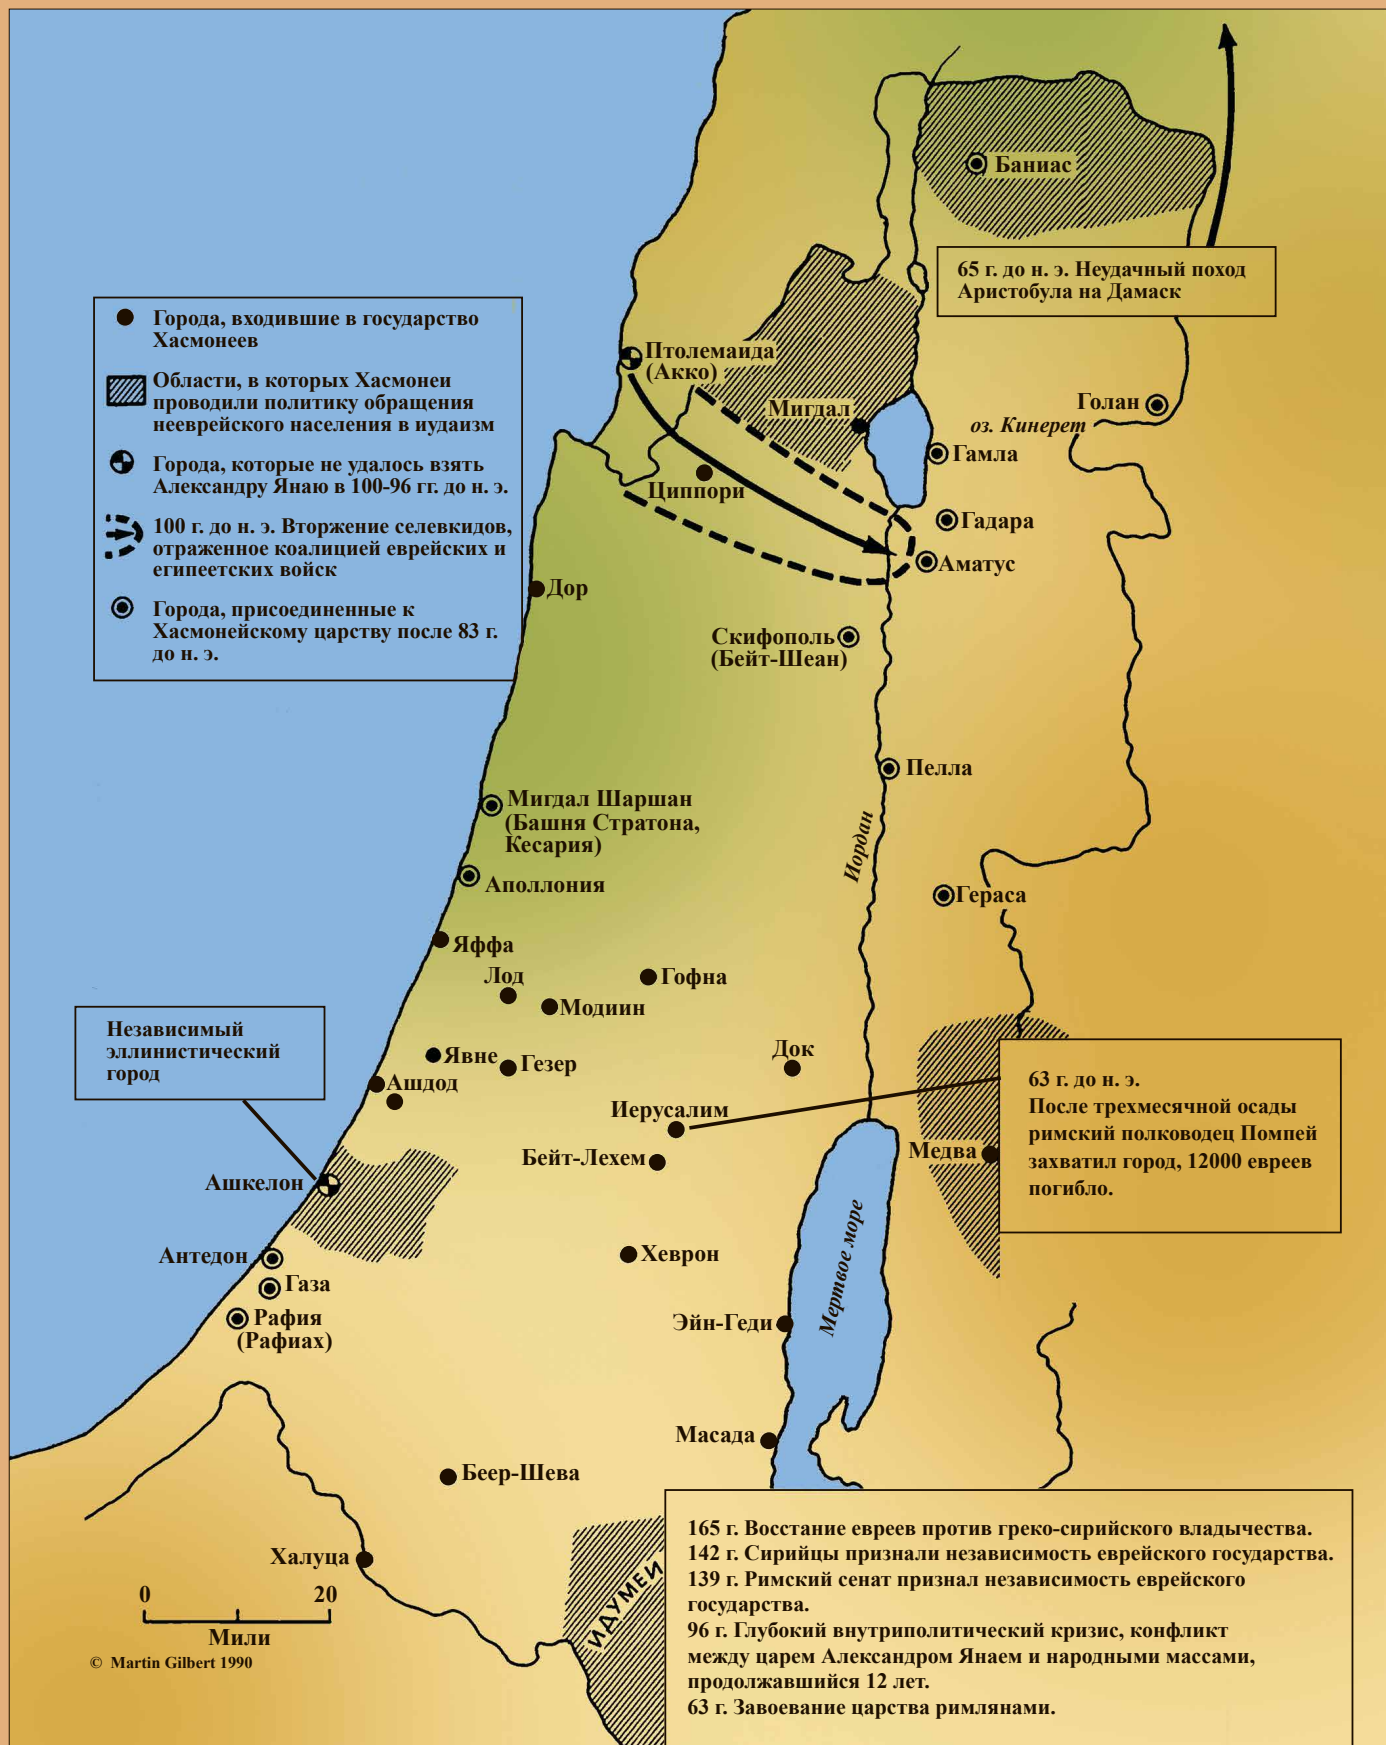 Баниас
65 г. до н. э. Неудачный поход
Аристобула на Дамаск
Города, входившие в государство
Хасмонеев
Области, в которых Хасмонеи
проводили политику обращения
нееврейского населения в иудаизм
Города, которые не удалось взять
Александру Янаю в 100-96 гг. до н. э.
100 г. до н. э. Вторжение селевкидов,
отраженное коалицией еврейских и
египеетских войск
Города, присоединенные к
Хасмонейскому царству после 83 г.
до н. э.
Птолемаида
(Акко)
Мигдал
Голан
оз. Кинерет
Гамла
Циппори
Гадара
Аматус
Дор
Скифополь
(Бейт-Шеан)
Пелла
Мигдал Шаршан
(Башня Стратона,
Кесария)
Иордан
Аполлония
Гераса
Яффа
Лод
Гофна
Модиин
Независимый
эллинистический
город
Явне
Гезер
Док
Ашдод
Иерусалим
63 г. до н. э.
После трехмесячной осады
римский полководец Помпей
захватил город, 12000 евреев
погибло.
Бейт-Лехем
Медва
Ашкелон
Мертвое море
Антедон
Хеврон
Газа
Рафия
(Рафиах)
Эйн-Геди
Масада
Беер-Шева
Халуца
ИДУМЕИ
165 г. Восстание евреев против греко-сирийского владычества.
142 г. Сирийцы признали независимость еврейского государства.
139 г. Римский сенат признал независимость еврейского
государства.
96 г. Глубокий внутриполитический кризис, конфликт
между царем Александром Янаем и народными массами,
продолжавшийся 12 лет.
63 г. Завоевание царства римлянами.
0 20
Мили
© Martin Gilbert 1990